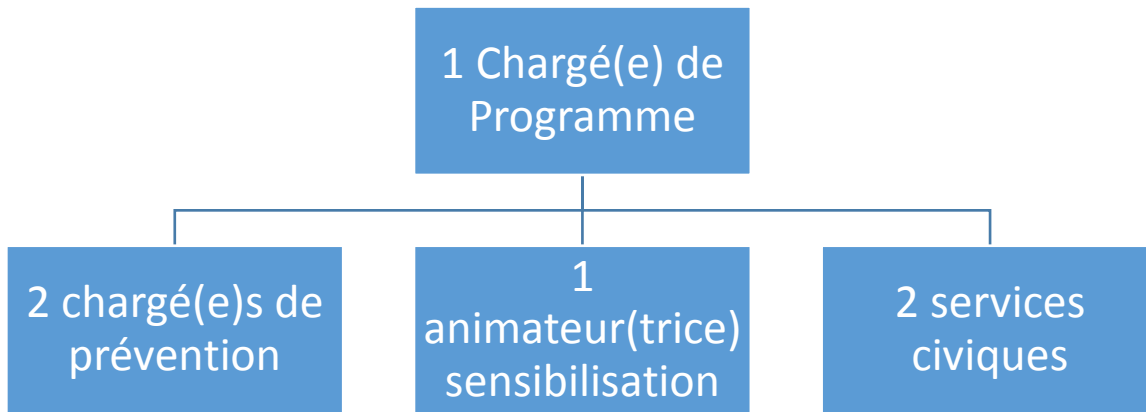 1 Chargé(e) de
Programme
2 chargé(e)s de
prévention
1
animateur(trice)
sensibilisation
2 services
civiques